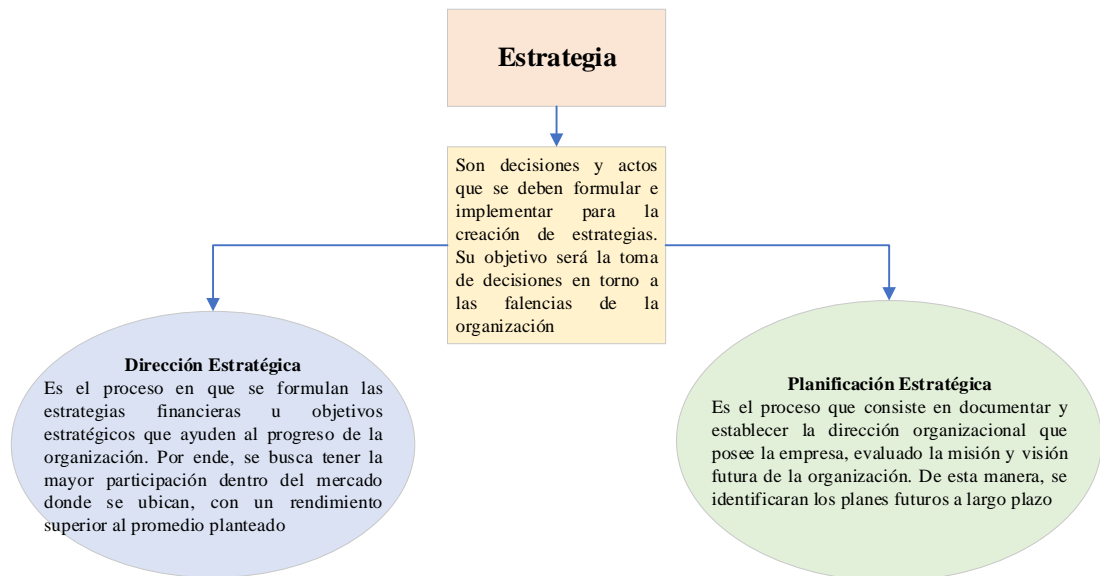 Estrategia
Son decisiones y actos
que se deben formular e
implementar para la
creación de estrategias.
Su objetivo será la toma
de decisiones en torno a
las falencias de la
organización
Dirección Estratégica
Es el proceso en que se formulan las
estrategias financieras u objetivos
estratégicos que ayuden al progreso de la
organización. Por ende, se busca tener la
mayor participación dentro del mercado
donde se ubican, con un rendimiento
superior al promedio planteado
Planificación Estratégica
Es el proceso que consiste en documentar y
establecer la dirección organizacional que
posee la empresa, evaluado la misión y visión
futura de la organización. De esta manera, se
identificaran los planes futuros a largo plazo